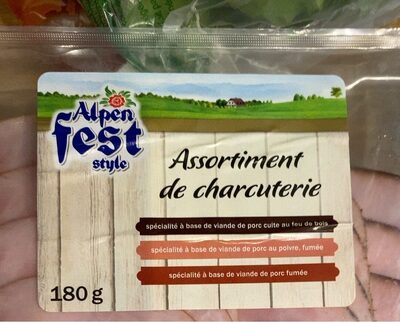 Alpen
fest
style
Assortiment
de charcuterie
spécialité à base de viande de porc cuite au feu de bois
spécialité à base de viande de porc au poivre, fumée
spécialité à base de viande de porc fumée
180 g